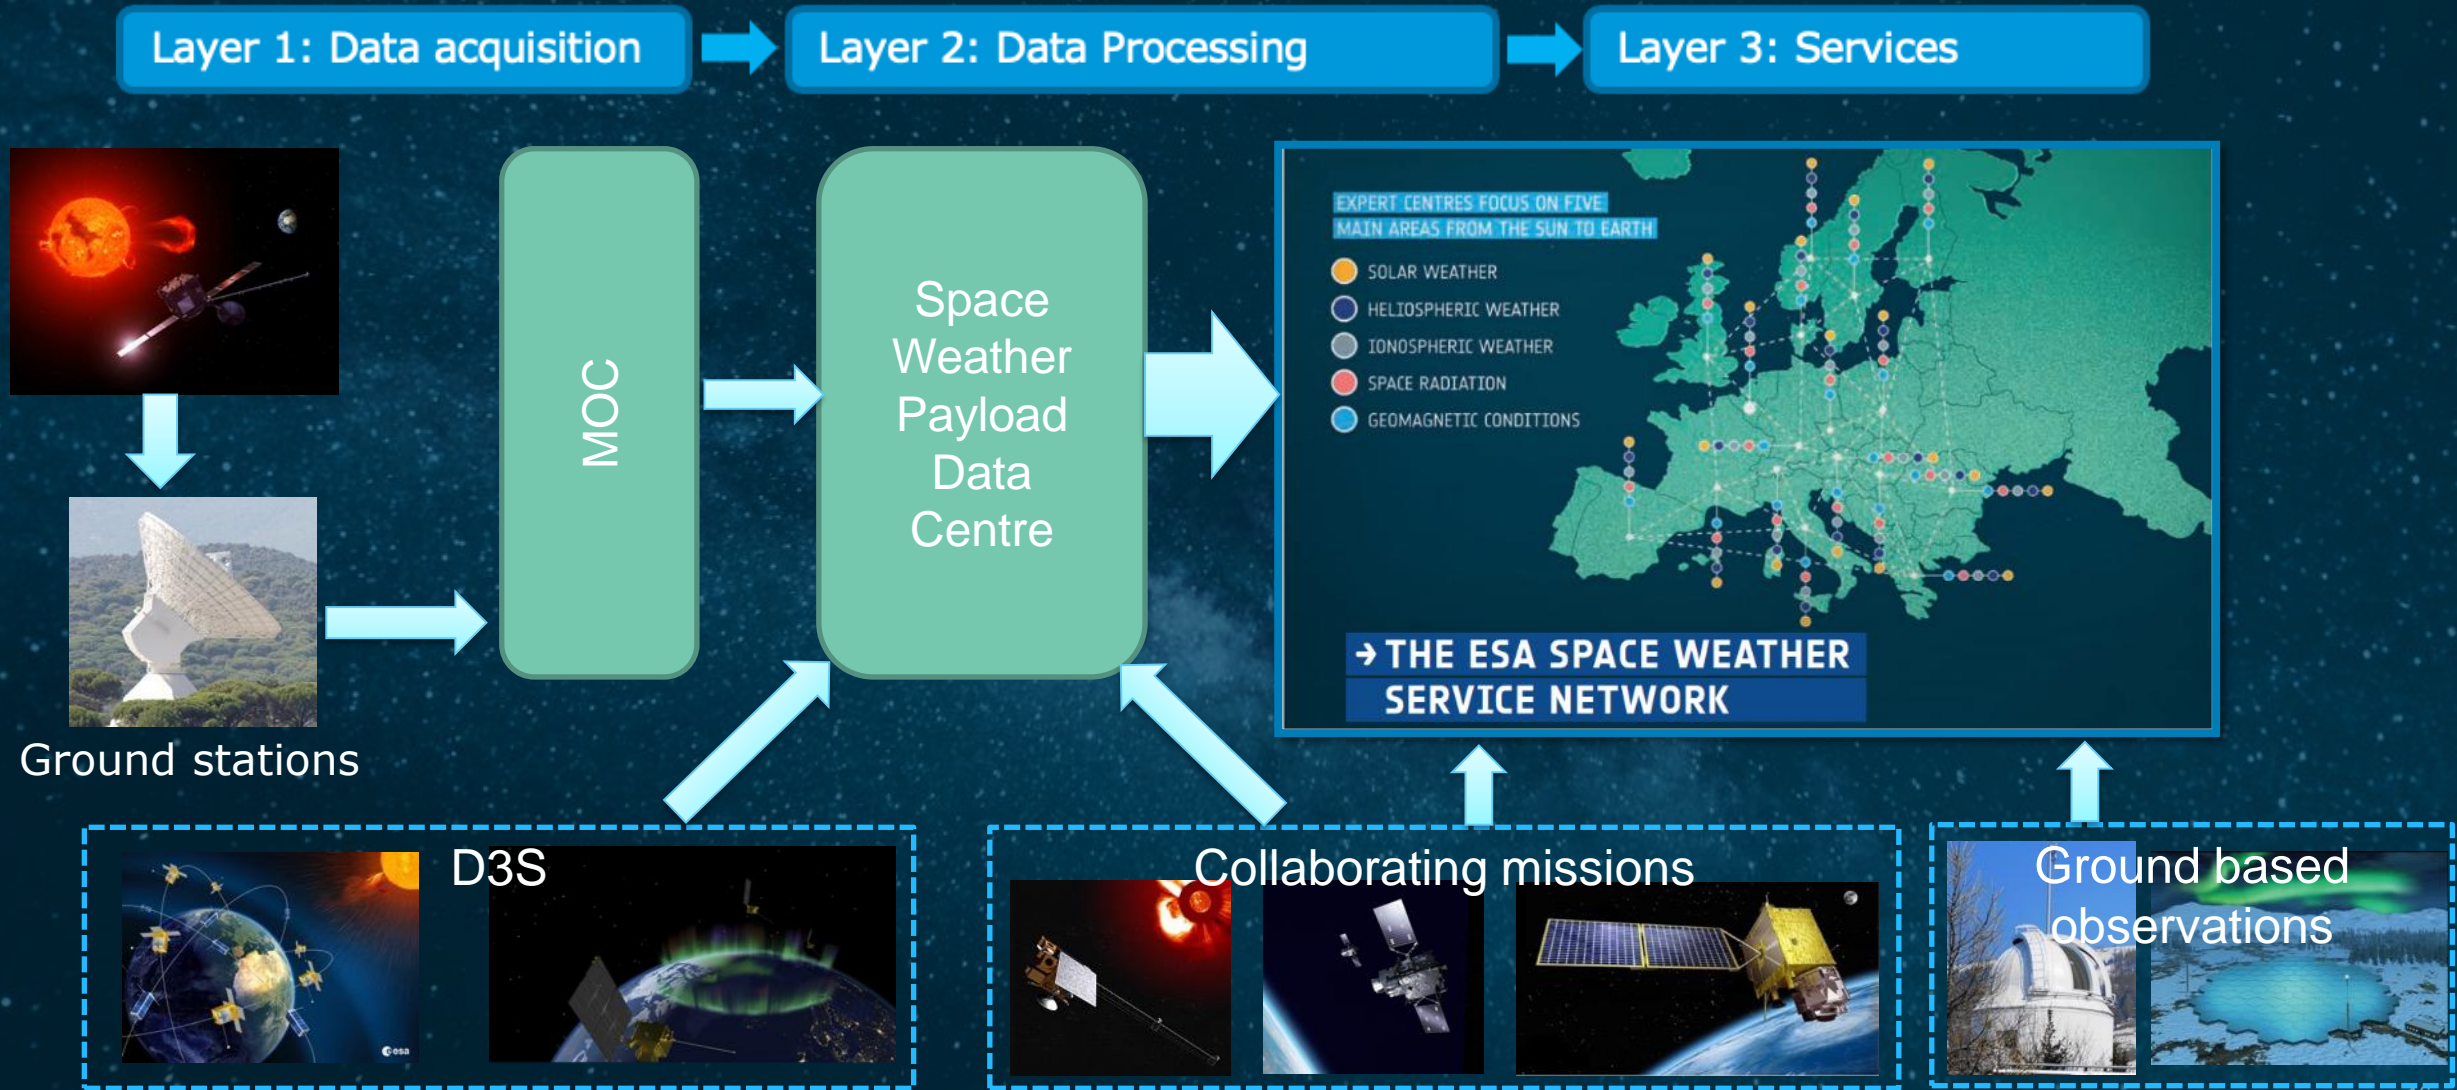 Layer 1: Data acquisition
Layer 2: Data Processing
Layer 3: Services
MOC
Space
Weather
Payload
Data
Centre
EXPERT CENTRES FOCUS ON FIVE
MAIN AREAS FROM THE SUN TO EARTH
SOLAR WEATHER
HELIOSPHERIC WEATHER
IONOSPHERIC WEATHER
SPACE RADIATION
GEOMAGNETIC CONDITIONS
→ THE ESA SPACE WEATHER
SERVICE NETWORK
Ground stations
D3S
esa
Collaborating missions
Ground based
observations